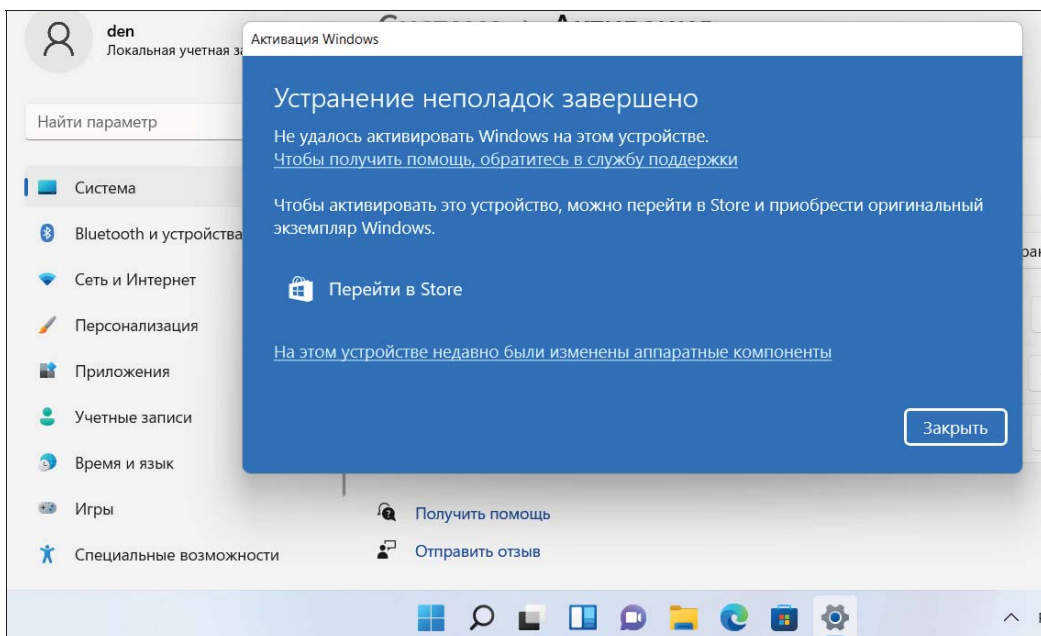 den
Локальная учетная за
Найти параметр
Система
Bluetooth и устройства
Сеть и Интернет
Персонализация
Приложения
Учетные записи
Время и язык
Игры
Специальные возможности
Активация Windows
Устранение неполадок завершено
Не удалось активировать Windows на этом устройстве.
Чтобы получить помощь, обратитесь в службу поддержки
Чтобы активировать это устройство, можно перейти в Store и приобрести оригинальный
экземпляр Windows.
Перейти в Store
На этом устройстве недавно были изменены аппаратные компоненты
Закрыть
Получить помощь
Отправить отзыв